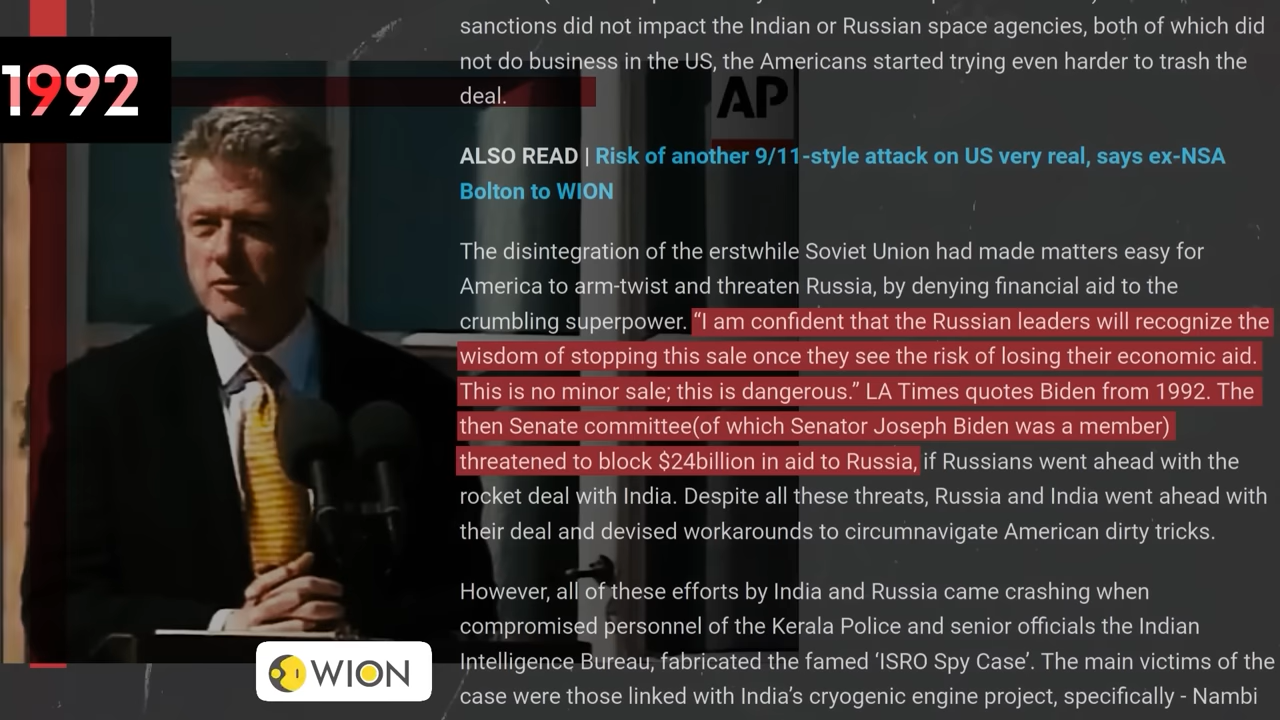 1992
AP
sanctions did not impact the Indian or Russian space agencies, both of which did
not do business in the US, the Americans started trying even harder to trash the
deal.
ALSO READ | Risk of another 9/11-style attack on US very real, says ex-NSA
Bolton to WION
The disintegration of the erstwhile Soviet Union had made matters easy for
America to arm-twist and threaten Russia, by denying financial aid to the
crumbling superpower. “I am confident that the Russian leaders will recognize the
wisdom of stopping this sale once they see the risk of losing their economic aid.
This is no minor sale; this is dangerous.” LA Times quotes Biden from 1992. The
then Senate committee(of which Senator Joseph Biden was a member)
threatened to block $24billion in aid to Russia, if Russians went ahead with the
rocket deal with India. Despite all these threats, Russia and India went ahead with
their deal and devised workarounds to circumnavigate American dirty tricks.
However, all of these efforts by India and Russia came crashing when
compromised personnel of the Kerala Police and senior officials the Indian
Intelligence Bureau, fabricated the famed ‘ISRO Spy Case’. The main victims of the
case were those linked with India’s cryogenic engine project, specifically - Nambi
WION